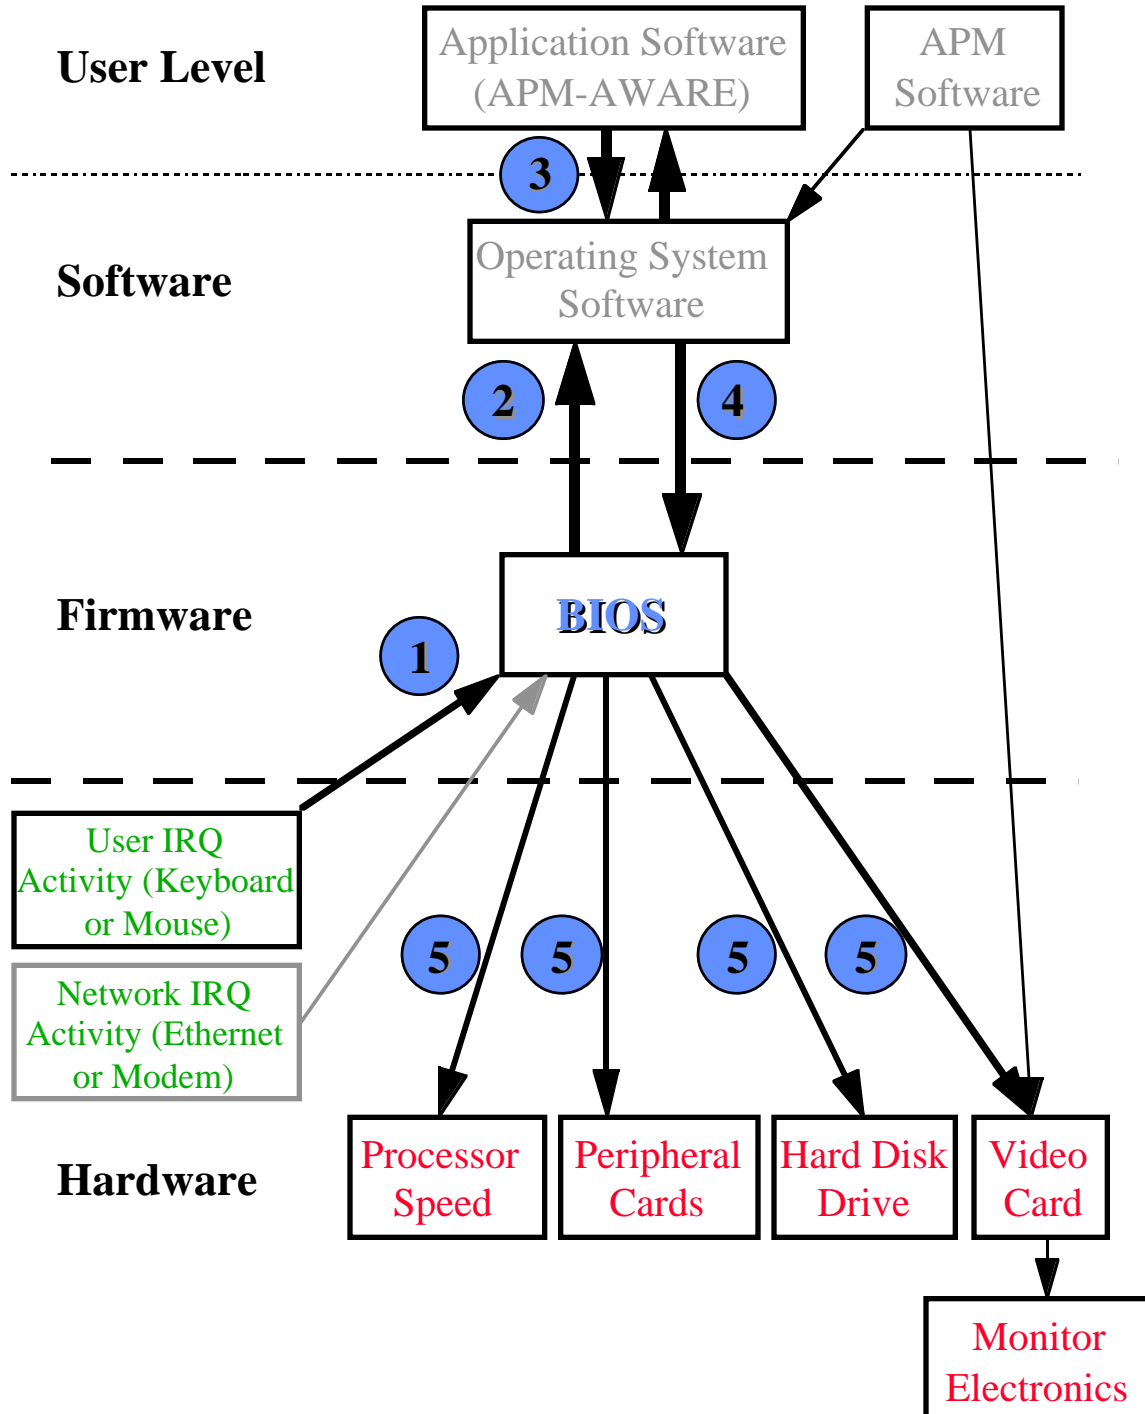 User Level
Application Software
(APM-AWARE)
APM
Software
3
Software
Operating System
Software
2
4
Firmware
BIOS
1
User IRQ
Activity (Keyboard
or Mouse)
Network IRQ
Activity (Ethernet
or Modem)
5
5
5
5
Hardware
Processor
Speed
Peripheral
Cards
Hard Disk
Drive
Video
Card
Monitor
Electronics